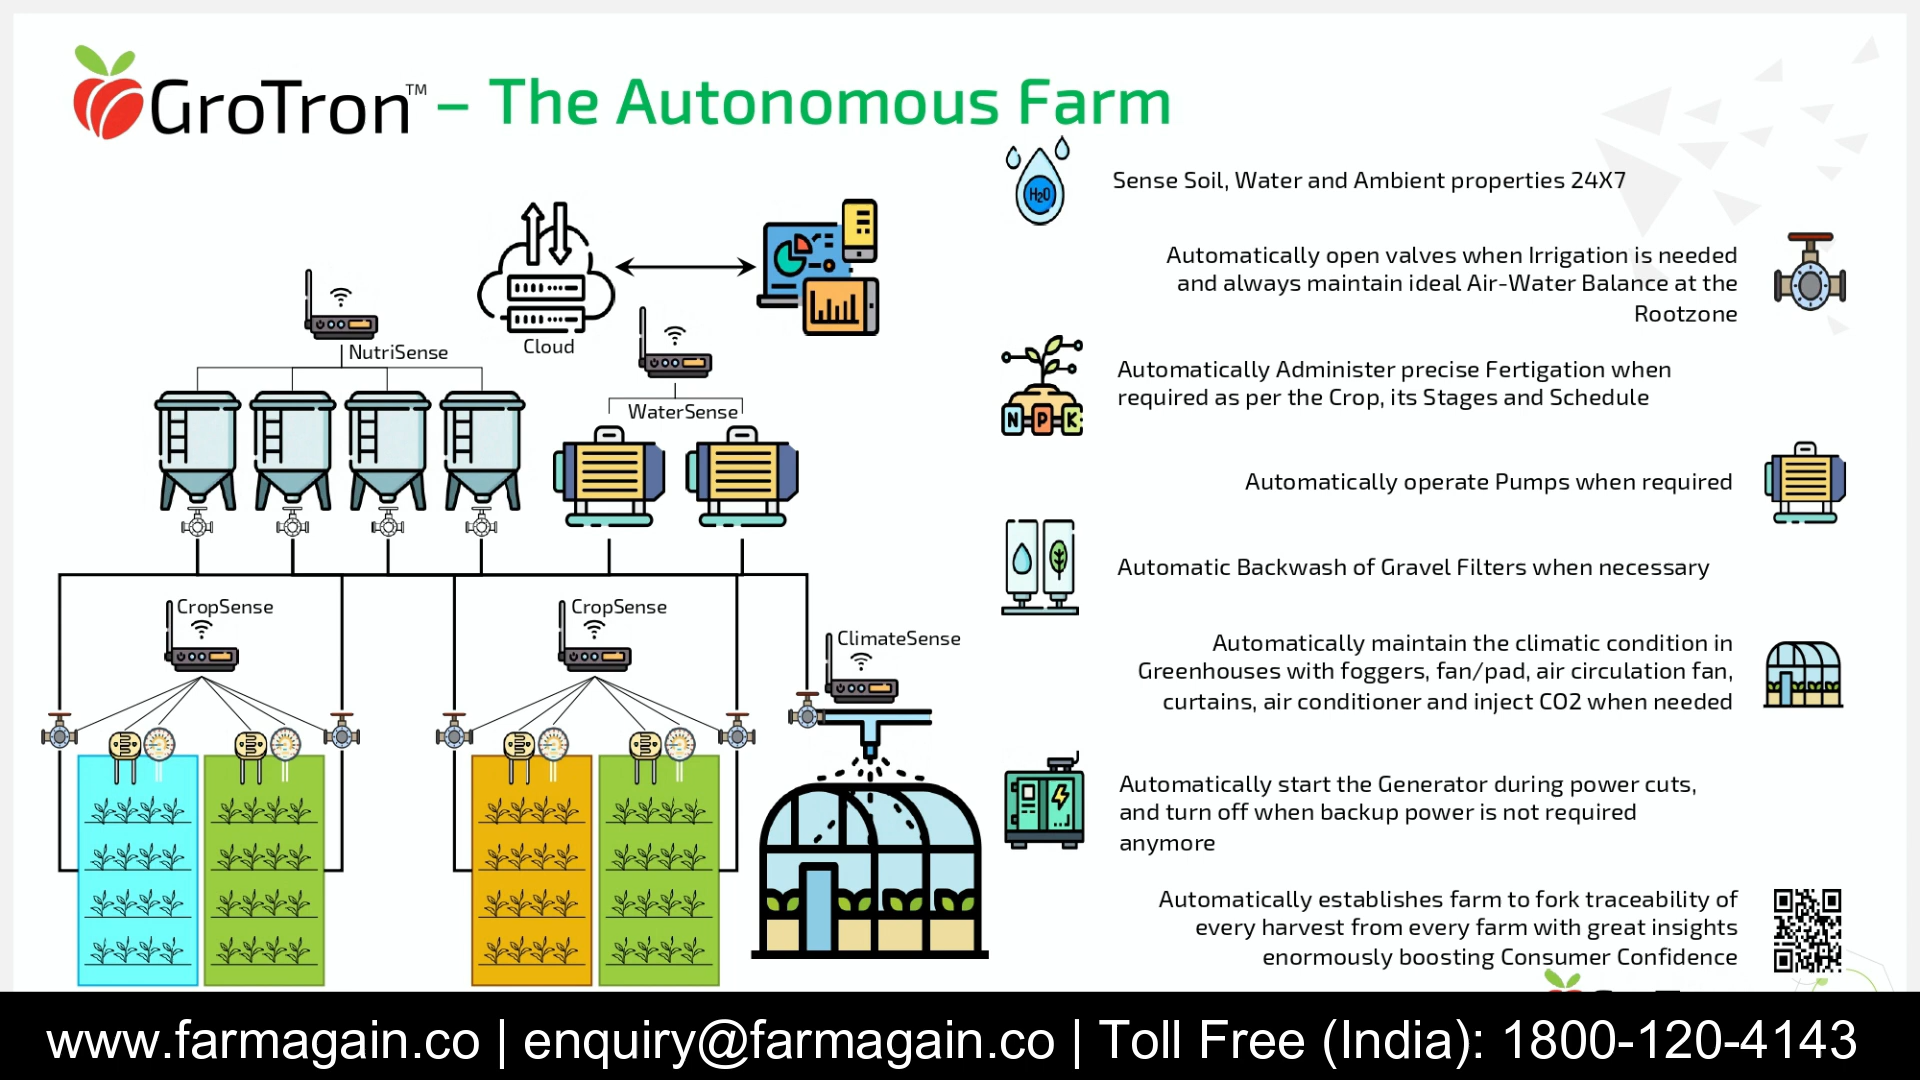 GroTron™ – The Autonomous Farm
Sense Soil, Water and Ambient properties 24X7
Automatically open valves when Irrigation is needed
and always maintain ideal Air-Water Balance at the
Rootzone
Automatically Administer precise Fertigation when
required as per the Crop, its Stages and Schedule
N P K
Automatically operate Pumps when required
Automatic Backwash of Gravel Filters when necessary
Automatically maintain the climatic condition in
Greenhouses with foggers, fan/pad, air circulation fan,
curtains, air conditioner and inject CO2 when needed
Automatically start the Generator during power cuts,
and turn off when backup power is not required
anymore
Automatically establishes farm to fork traceability of
every harvest from every farm with great insights
enormously boosting Consumer Confidence
H2O
Cloud
NutriSense
WaterSense
CropSense
CropSense
ClimateSense
www.farmagain.co | enquiry@farmagain.co | Toll Free (India): 1800-120-4143